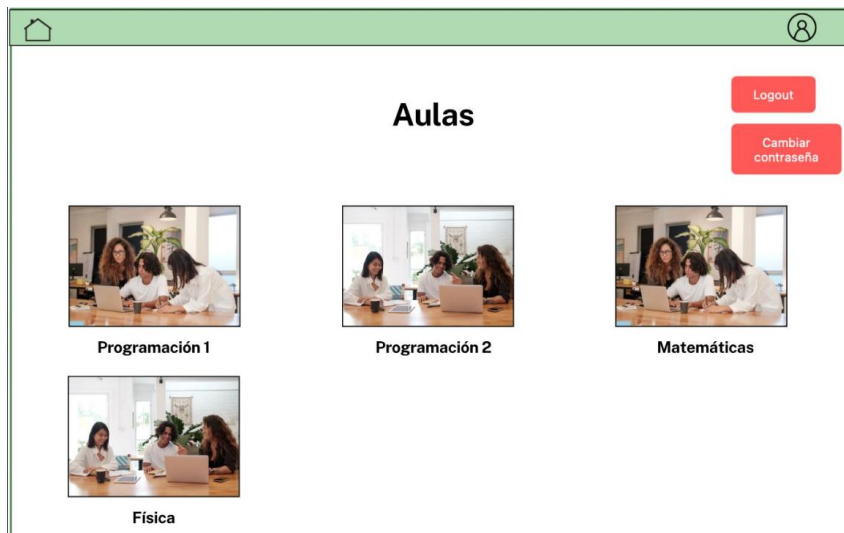 Logout
Aulas
Cambiar
contraseña
Programación 1
Programación 2
Matemáticas
Física